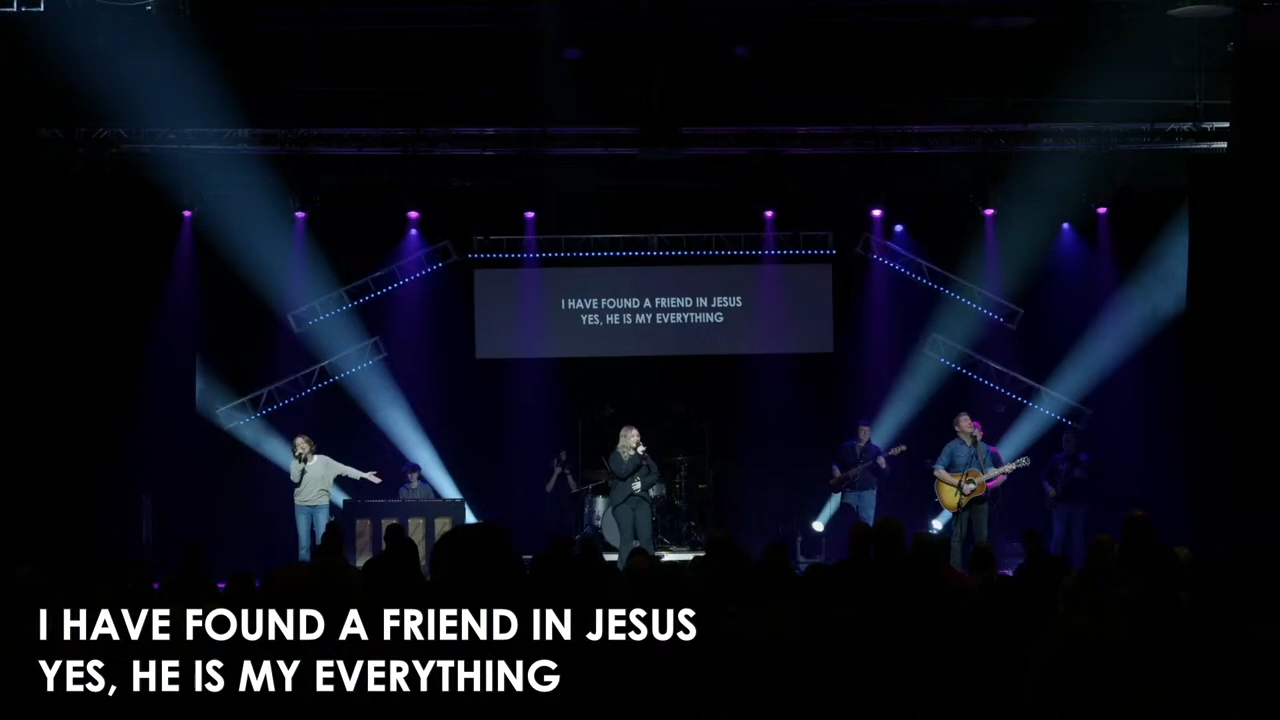 I HAVE FOUND A FRIEND IN JESUS
YES, HE IS MY EVERYTHING
I HAVE FOUND A FRIEND IN JESUS
YES, HE IS MY EVERYTHING